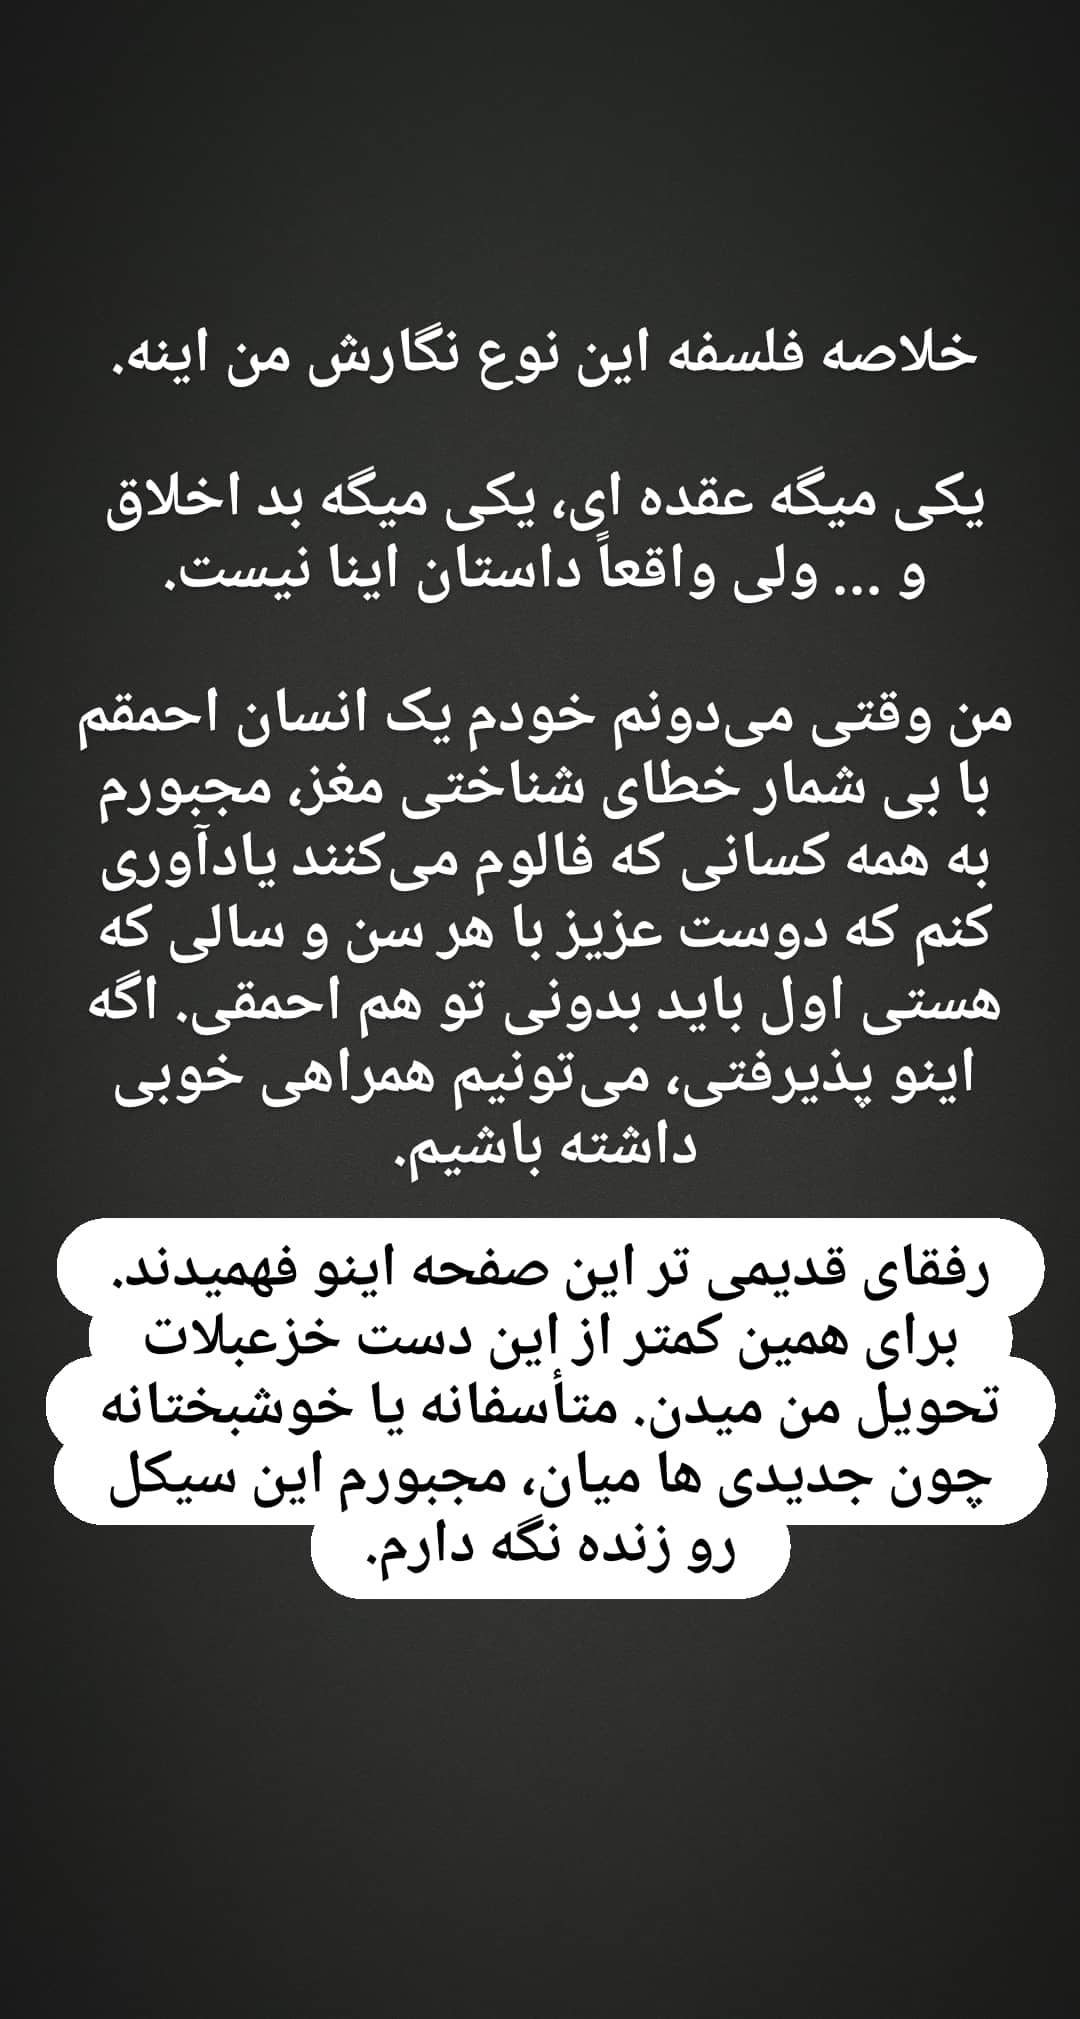 خلاصه فلسفه این نوع نگارش من اینه.
یکی میگه عقده ای، یکی میگه بد اخلاق
و ... ولی واقعاً داستان اینا نیست.
من وقتی می‌دونم خودم یک انسان احمقم
با بی شمار خطای شناختی مغز، مجبورم
به همه کسانی که فالوم می‌کنند یادآوری
کنم که دوست عزیز با هر سن و سالی که
هستی اول باید بدونی تو هم احمقی. اگه
اینو پذیرفتی، می‌تونیم همراهی خوبی
داشته باشیم.
رفقای قدیمی تر این صفحه اینو فهمیدند.
برای همین کمتر از این دست خزعبلات
تحویل من میدن. متأسفانه یا خوشبختانه
چون جدیدی ها میان، مجبورم این سیکل
رو زنده نگه دارم.